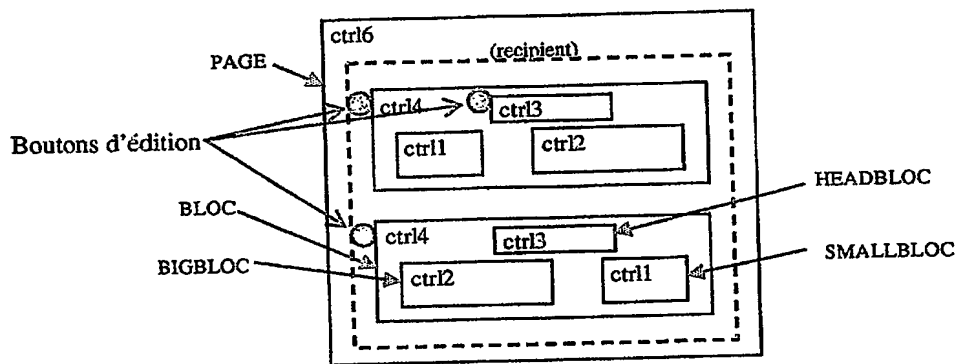 ctrl6
(recipient)
PAGE
ctrl4
ctrl3
Boutons d'édition
ctrl1
ctrl2
HEADBLOC
BLOC
ctrl4
ctrl3
SMALLBLOC
BIGBLOC
ctrl2
ctrl1